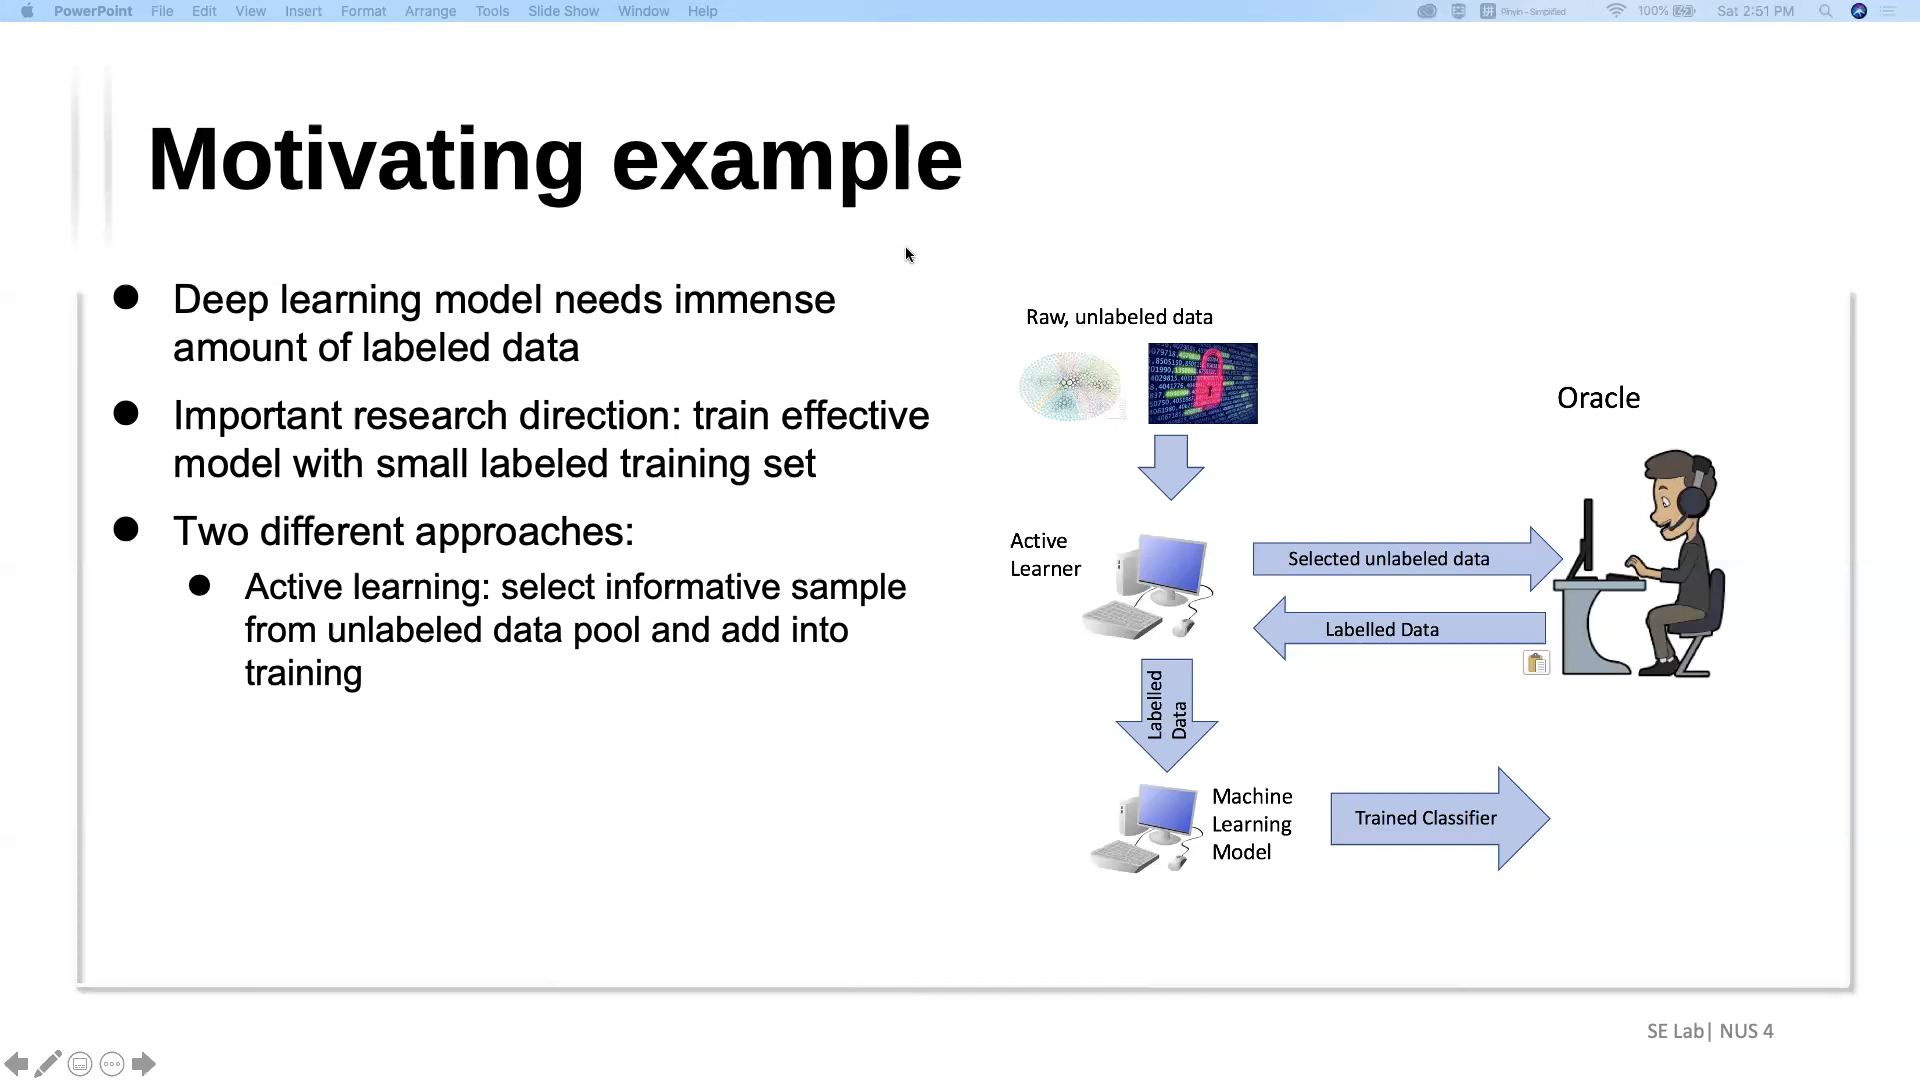 PowerPoint File Edit View Insert Format Arrange Tools Slide Show Window Help
Pinyin - Simplified 100% Sat 2:51 PM
Motivating example
Deep learning model needs immense
amount of labeled data
Important research direction: train effective
model with small labeled training set
Two different approaches:
Active learning: select informative sample
from unlabeled data pool and add into
training
Raw, unlabeled data
Oracle
Active
Learner
Selected unlabeled data
Labelled Data
Labelled
Data
Machine
Learning
Model
Trained Classifier
SE Lab| NUS 4